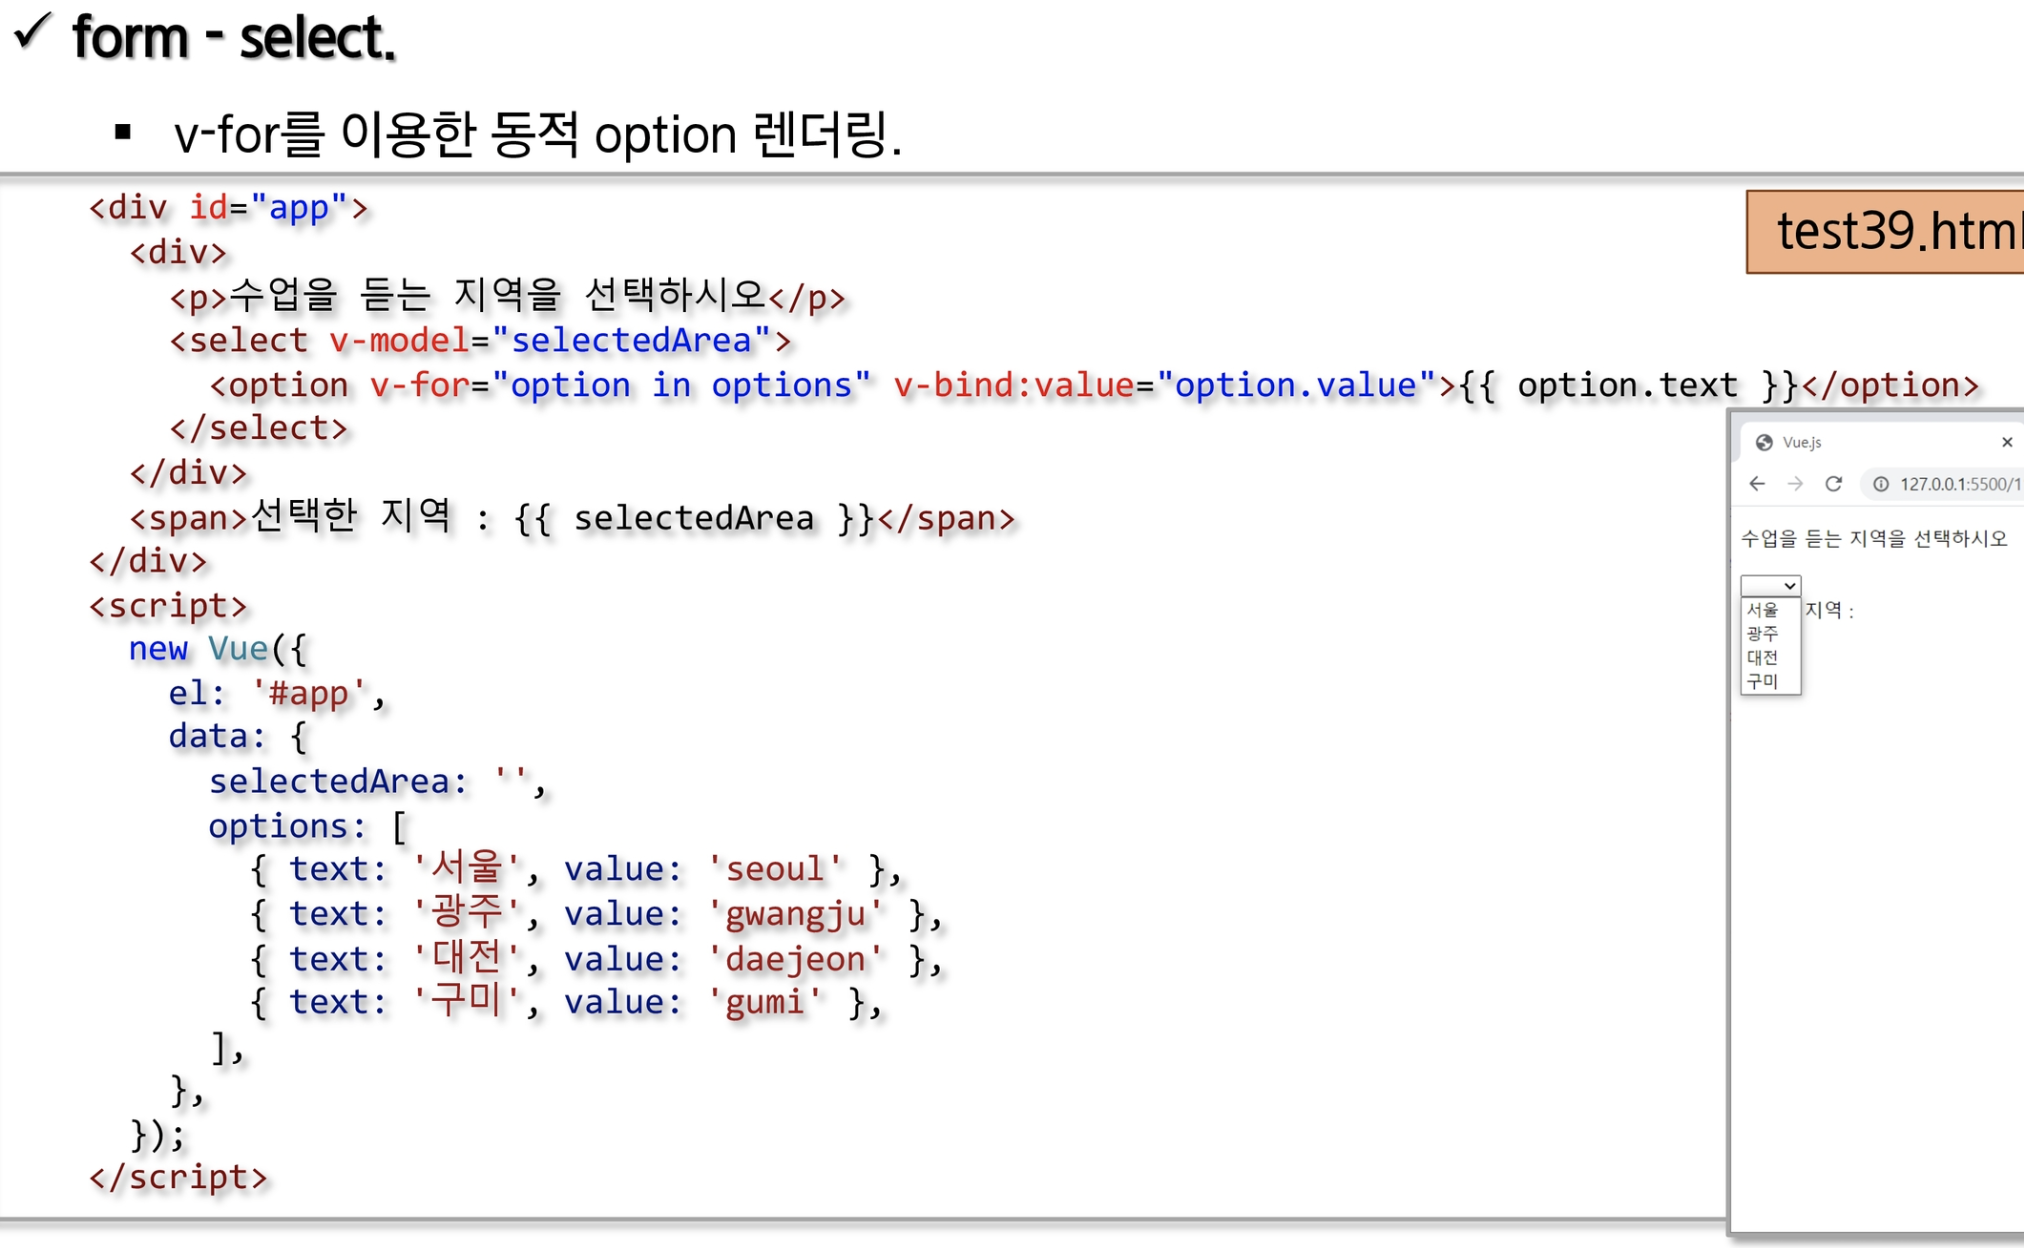 ✓ form - select.
▪ v-for를 이용한 동적 option 렌더링.
<div id="app">
test39.html
<div>
<p>수업을 듣는 지역을 선택하시오</p>
<select v-model="selectedArea">
<option v-for="option in options" v-bind:value="option.value">{{ option.text }}</option>
</select>
</div>
<span>선택한 지역 : {{ selectedArea }}</span>
</div>
<script>
new Vue({
el: '#app',
data: {
selectedArea: '',
options: [
{ text: '서울', value: 'seoul' },
{ text: '광주', value: 'gwangju' },
{ text: '대전', value: 'daejeon' },
{ text: '구미', value: 'gumi' },
],
},
});
</script>
Vue.js
127.0.0.1:5500/1
수업을 듣는 지역을 선택하시오
서울
지역 :
광주
대전
구미